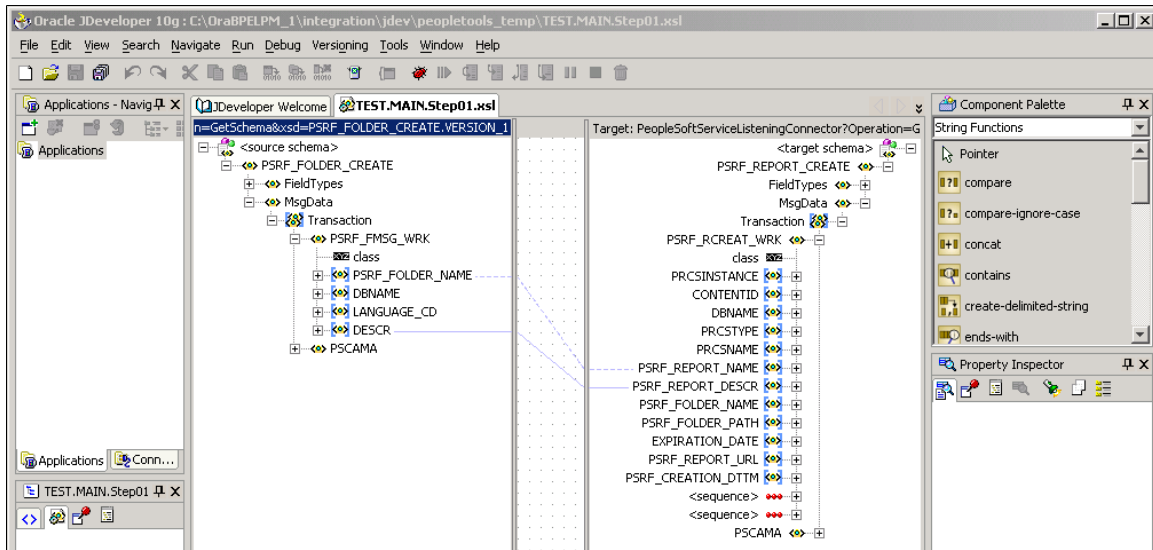 Oracle JDeveloper 10g : C:\OraBPELPM_1\integration\jdev\peopletools_temp\TEST.MAIN.Step01.xsl
File Edit View Search Navigate Run Debug Versioning Tools Window Help
Applications - Navig
Applications
Applications
Conn...
TEST.MAIN.Step01
JDeveloper Welcome
TEST.MAIN.Step01.xsl
n=GetSchema&xsd=PSRF_FOLDER_CREATE.VERSION_1
<source schema>
PSRF_FOLDER_CREATE
FieldTypes
MsgData
Transaction
PSRF_FMSG_WRK
class
PSRF_FOLDER_NAME
DBNAME
LANGUAGE_CD
DESCR
PSCAMA
Target: PeopleSoftServiceListeningConnector?Operation=G
<target schema>
PSRF_REPORT_CREATE
FieldTypes
MsgData
Transaction
PSRF_RCREAT_WRK
class
PRCSINSTANCE
CONTENTID
DBNAME
PRCSTYPE
PRCSNAME
PSRF_REPORT_NAME
PSRF_REPORT_DESCR
PSRF_FOLDER_NAME
PSRF_FOLDER_PATH
EXPIRATION_DATE
PSRF_REPORT_URL
PSRF_CREATION_DTTM
<sequence>
<sequence>
PSCAMA
Component Palette
String Functions
Pointer
compare
compare-ignore-case
concat
contains
create-delimited-string
ends-with
Property Inspector